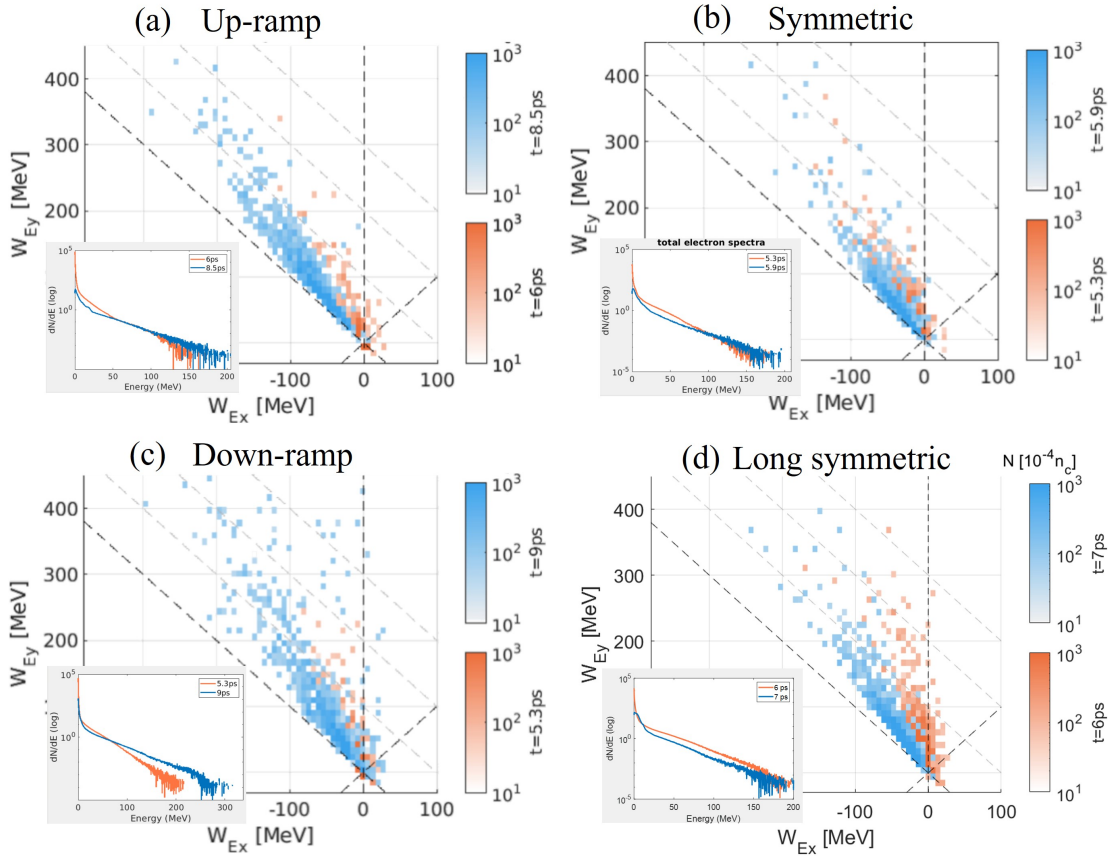 (a) Up-ramp
400
300
200
W_Ey [MeV]
-100 0 100
W_Ex [MeV]
10^3
10^2
10^1
t=8.5ps
10^3
10^2
10^1
t=6ps
10^5
10^0
dN/dE (log)
6ps
8.5ps
0 50 100 150 200
Energy (MeV)
(b) Symmetric
400
300
200
W_Ey [MeV]
-100 0 100
W_Ex [MeV]
10^3
10^2
10^1
t=5.9ps
10^3
10^2
10^1
t=5.3ps
total electron spectra
10^5
10^0
10^-5
dN/dE (log)
5.3ps
5.9ps
0 50 100 150 200
Energy (MeV)
(c) Down-ramp
400
300
200
W_Ey [MeV]
-100 0 100
W_Ex [MeV]
10^3
10^2
10^1
t=9ps
10^3
10^2
10^1
t=5.3ps
10^5
10^0
dN/dE (log)
5.3ps
9ps
0 100 200 300
Energy (MeV)
(d) Long symmetric
N [10^-4 n_c]
400
300
200
W_Ey [MeV]
-100 0 100
W_Ex [MeV]
10^3
10^2
10^1
t=7ps
10^3
10^2
10^1
t=6ps
10^5
10^0
10^-5
dN/dE (log)
6 ps
7 ps
0 50 100 150 200
Energy (MeV)